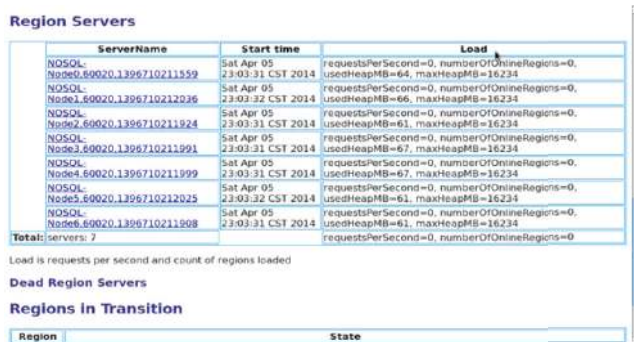 Region Servers
ServerName Start time Load
NOSQL- Sat Apr 05 requestsPerSecond=0, numberOfOnlineRegions=0,
Node0,60020,1396710211559 23:03:31 CST 2014 usedHeapMB=64, maxHeapMB=16234
NOSQL- Sat Apr 05 requestsPerSecond=0, numberOfOnlineRegions=0,
Node1,60020,1396710212036 23:03:32 CST 2014 usedHeapMB=66, maxHeapMB=16234
NOSQL- Sat Apr 05 requestsPerSecond=0, numberOfOnlineRegions=0,
Node2,60020,1396710211924 23:03:31 CST 2014 usedHeapMB=61, maxHeapMB=16234
NOSQL- Sat Apr 05 requestsPerSecond=0, numberOfOnlineRegions=0,
Node3,60020,1396710211991 23:03:31 CST 2014 usedHeapMB=67, maxHeapMB=16234
NOSQL- Sat Apr 05 requestsPerSecond=0, numberOfOnlineRegions=0,
Node4,60020,1396710211999 23:03:31 CST 2014 usedHeapMB=67, maxHeapMB=16234
NOSQL- Sat Apr 05 requestsPerSecond=0, numberOfOnlineRegions=0,
Node5,60020,1396710212025 23:03:32 CST 2014 usedHeapMB=61, maxHeapMB=16234
NOSQL- Sat Apr 05 requestsPerSecond=0, numberOfOnlineRegions=0,
Node6,60020,1396710211908 23:03:31 CST 2014 usedHeapMB=61, maxHeapMB=16234
Total: servers: 7 requestsPerSecond=0, numberOfOnlineRegions=0
Load is requests per second and count of regions loaded
Dead Region Servers
Regions in Transition
Region State